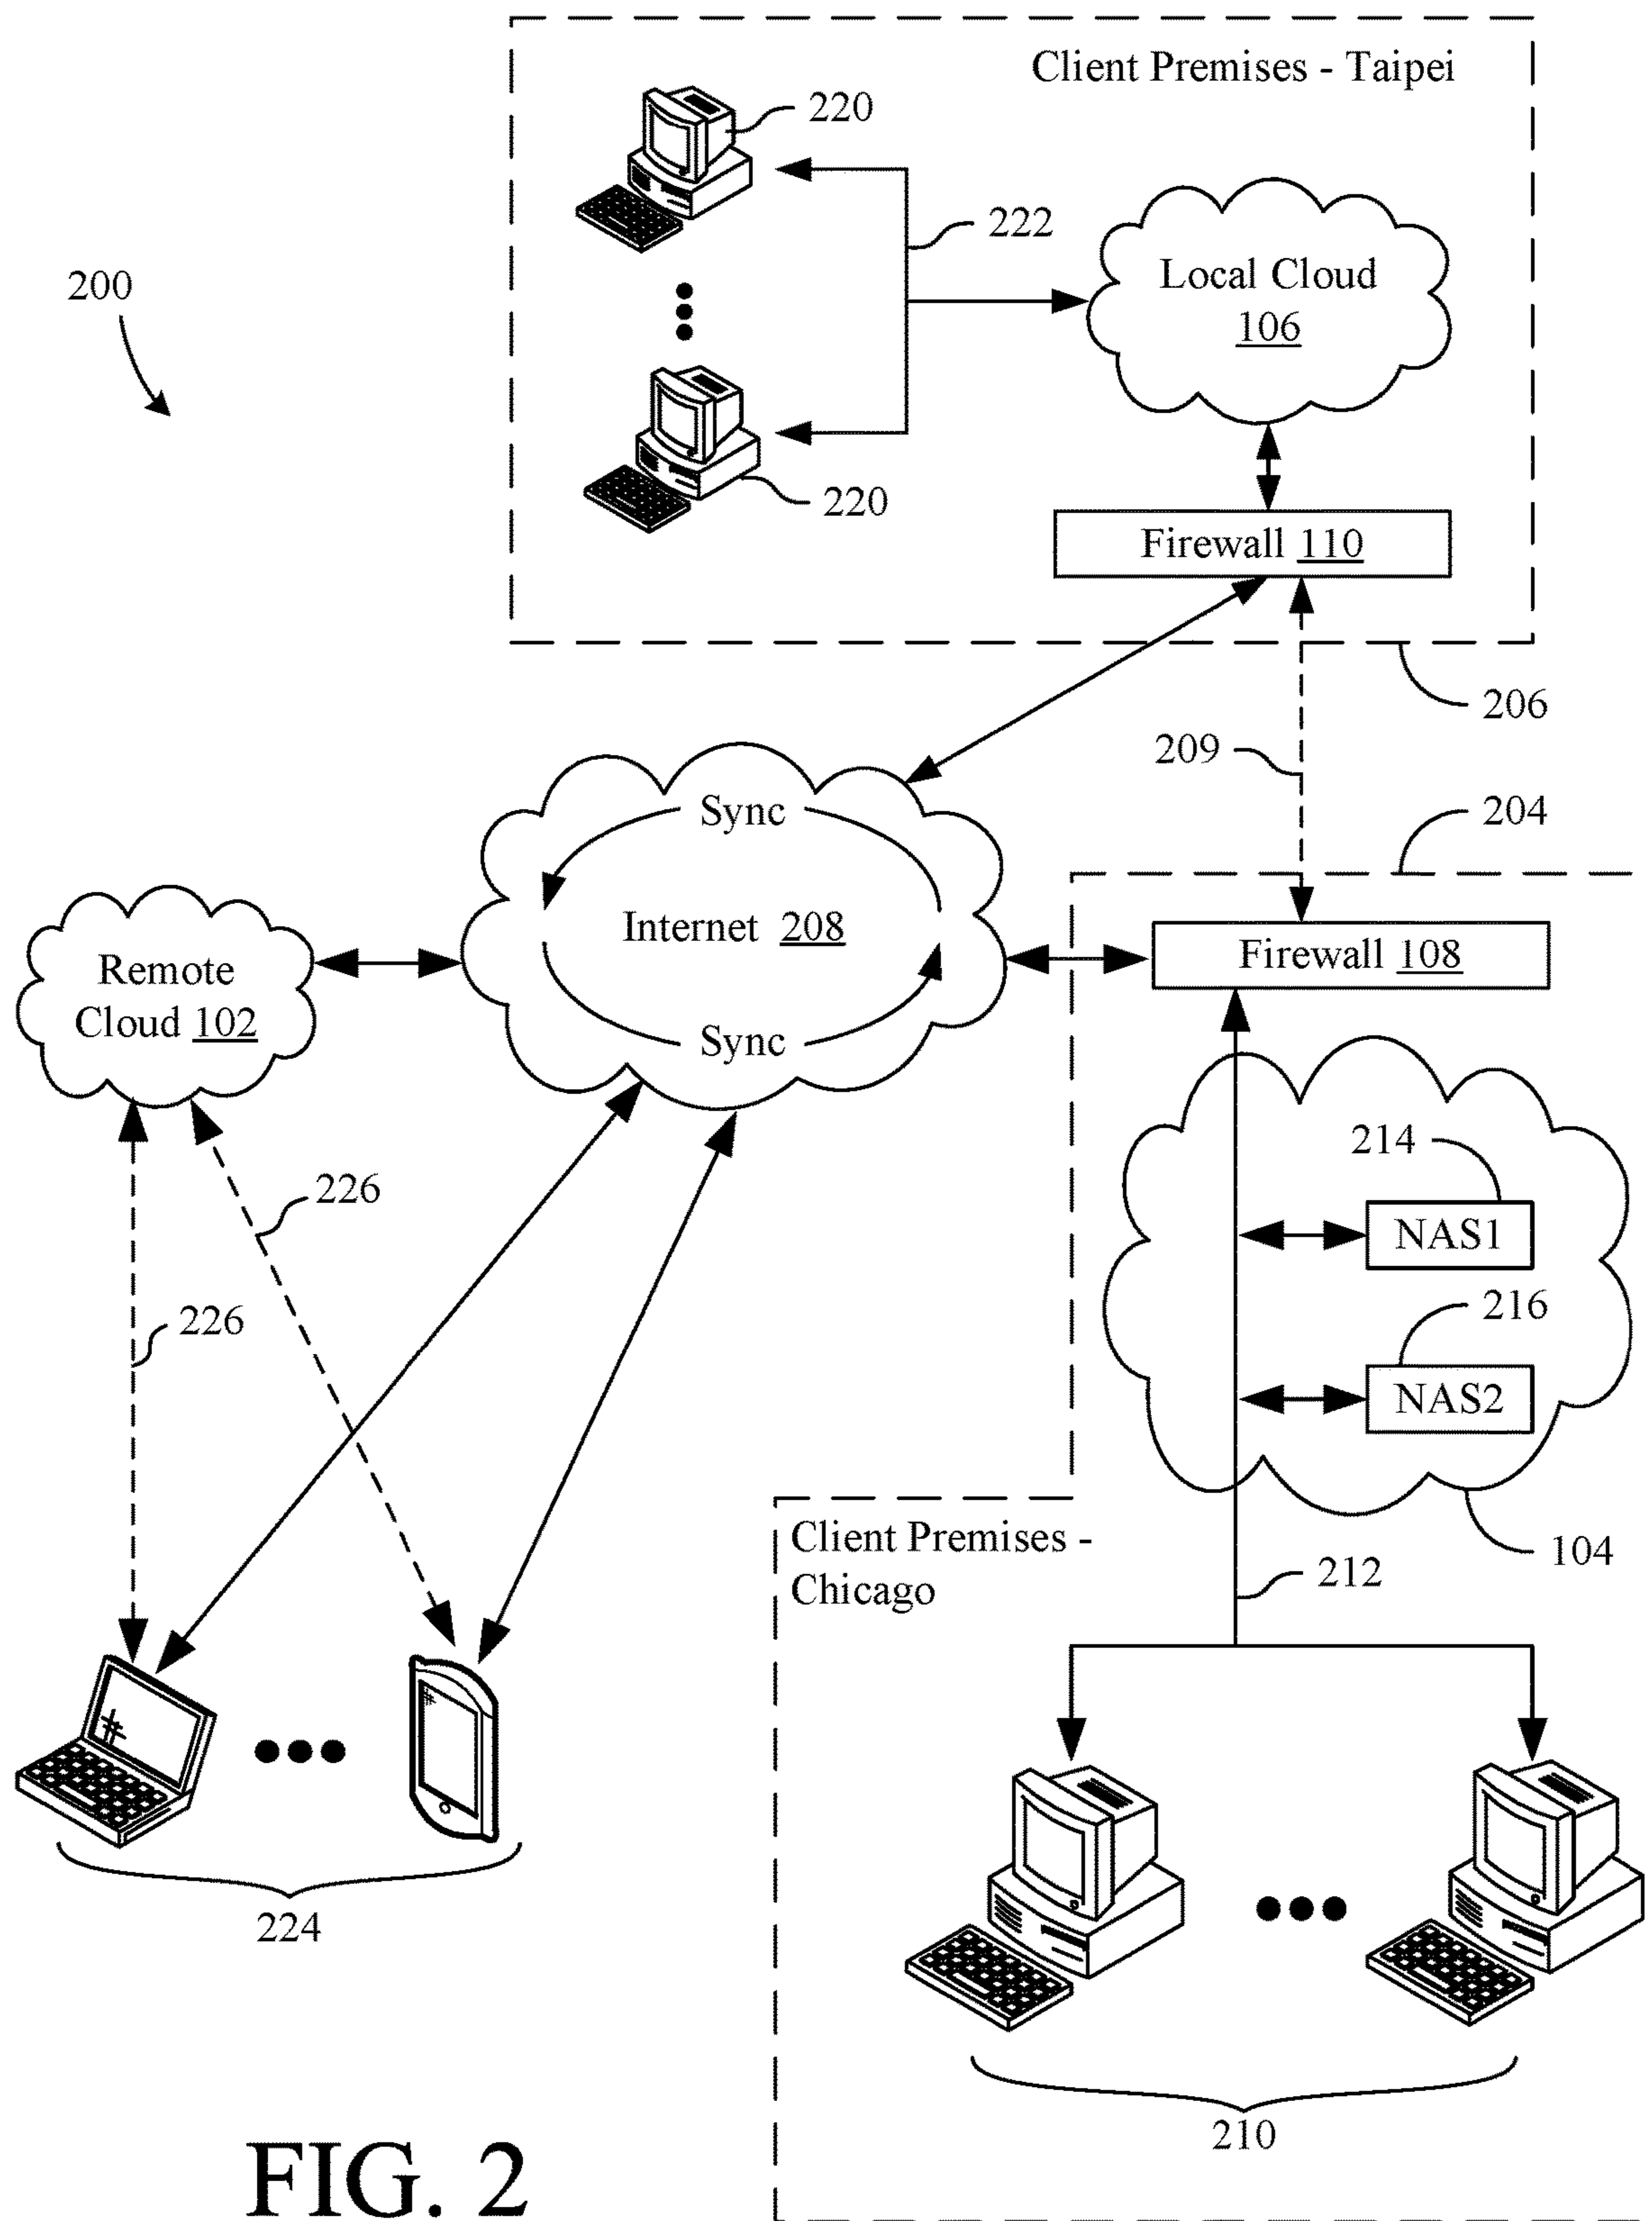 Client Premises - Taipei
220
222
Local Cloud
106
200
220
Firewall 110
206
209
204
Sync
Internet 208
Sync
Remote
Cloud 102
Firewall 108
214
NAS1
226
216
226
NAS2
Client Premises -
Chicago
104
212
224
210
FIG. 2